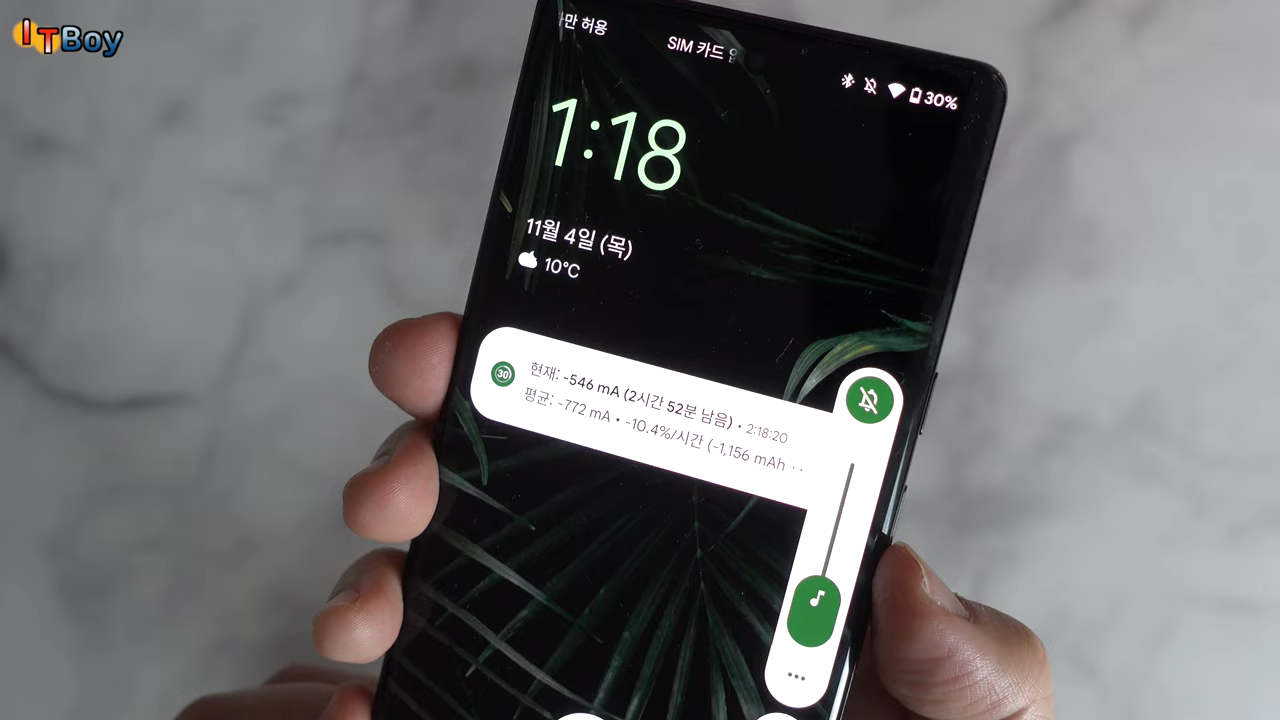 ITBoy
만 허용
SIM 카드
30%
1:18
11월 4일 (목)
10°C
30
현재: -546 mA (2시간 52분 남음) • 2:18:20
평균: -772 mA • -10.4%/시간 (-1,156 mAh ··